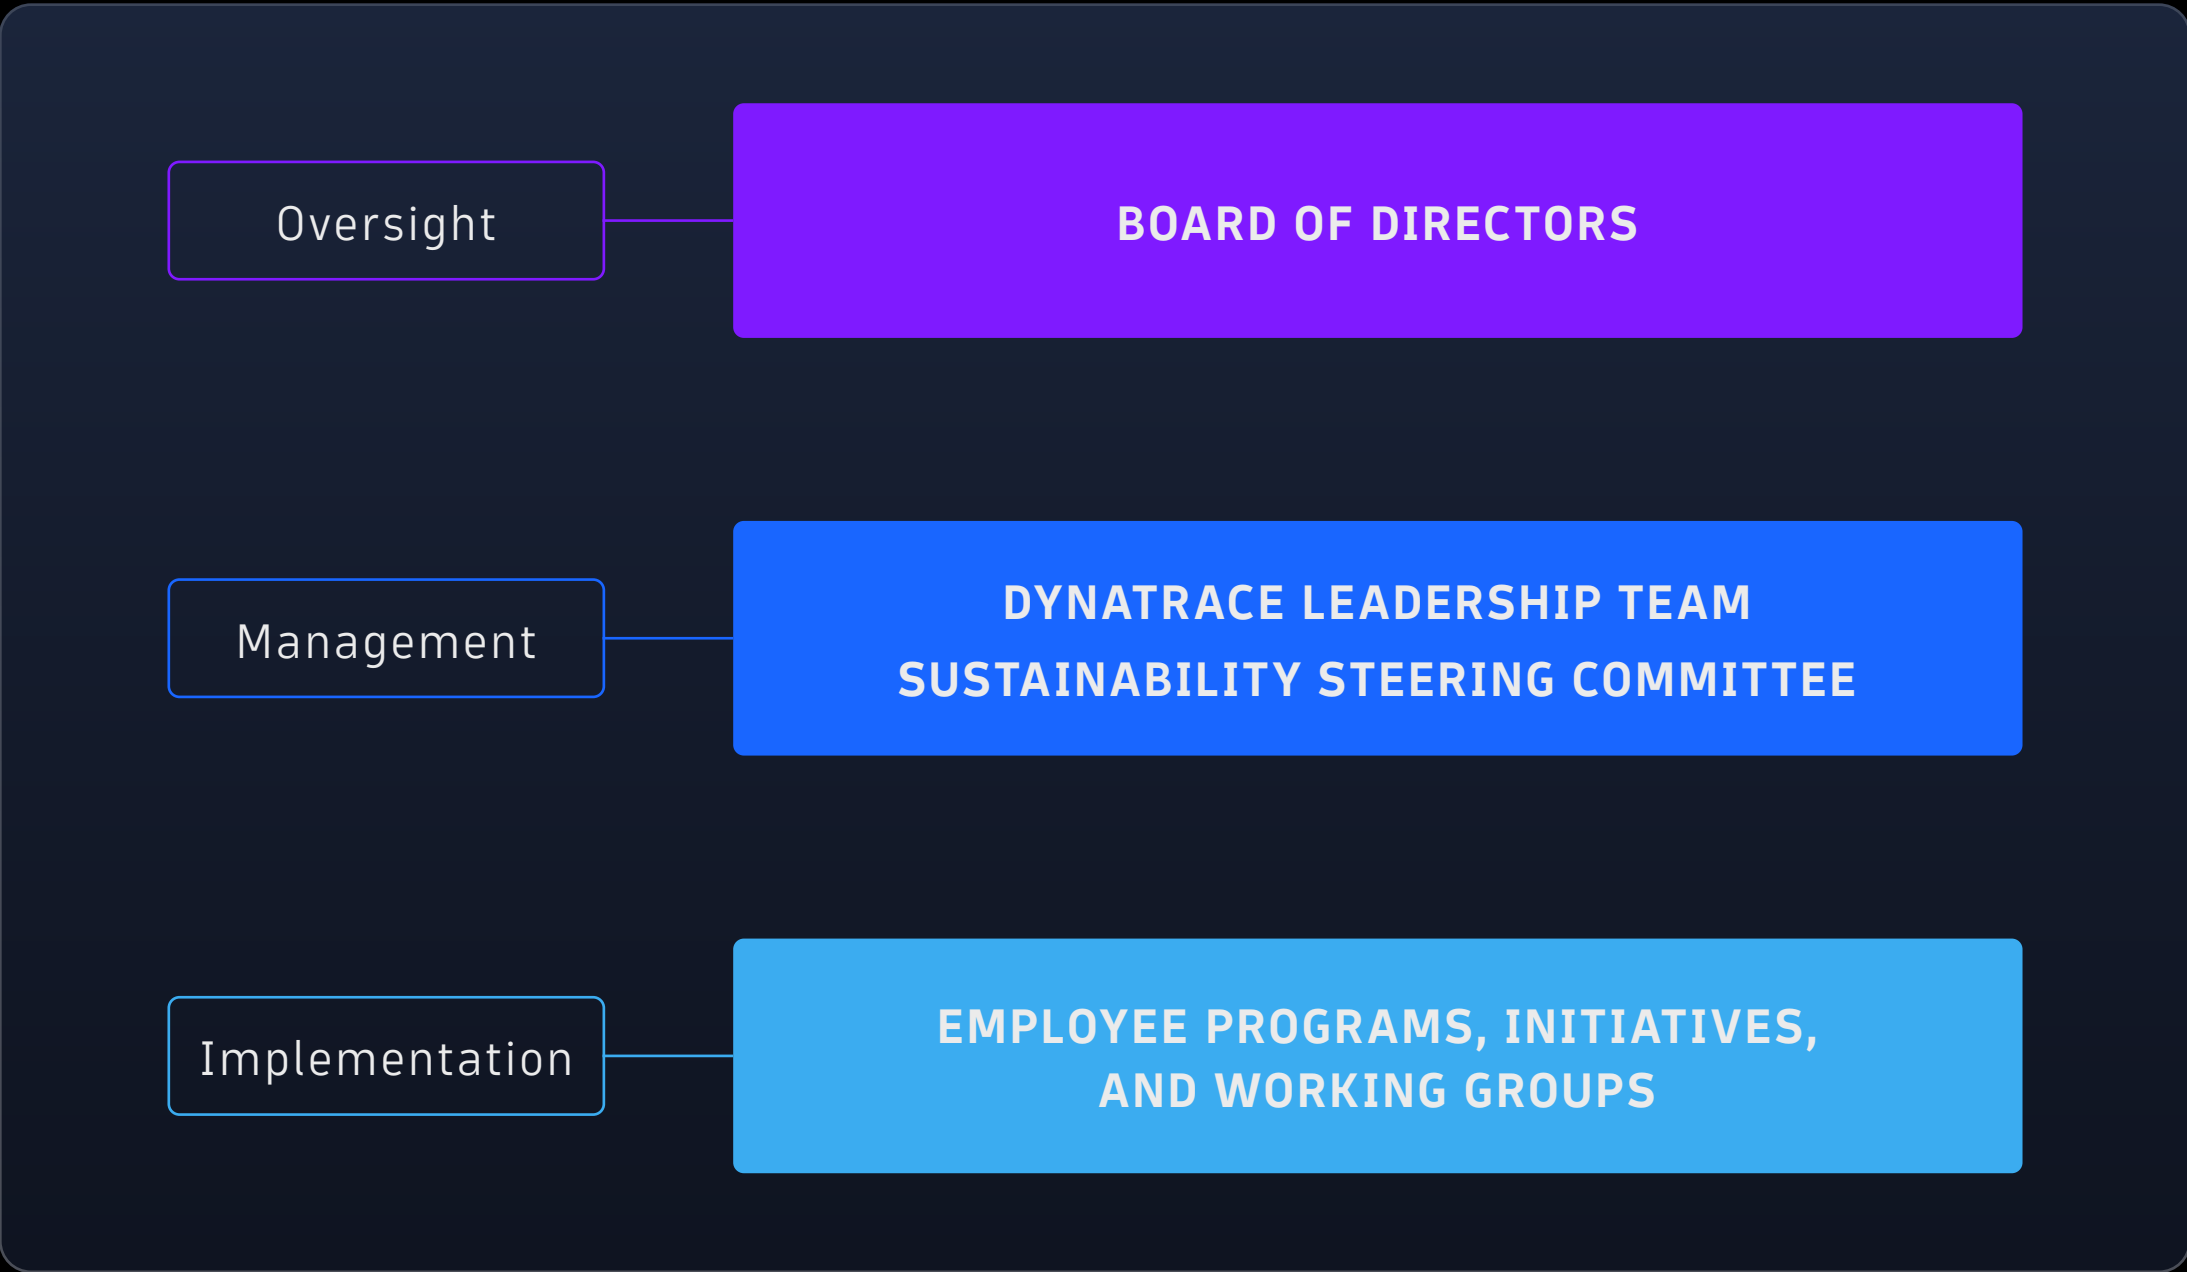 Oversight
BOARD OF DIRECTORS
Management
DYNATRACE LEADERSHIP TEAM
SUSTAINABILITY STEERING COMMITTEE
Implementation
EMPLOYEE PROGRAMS, INITIATIVES,
AND WORKING GROUPS